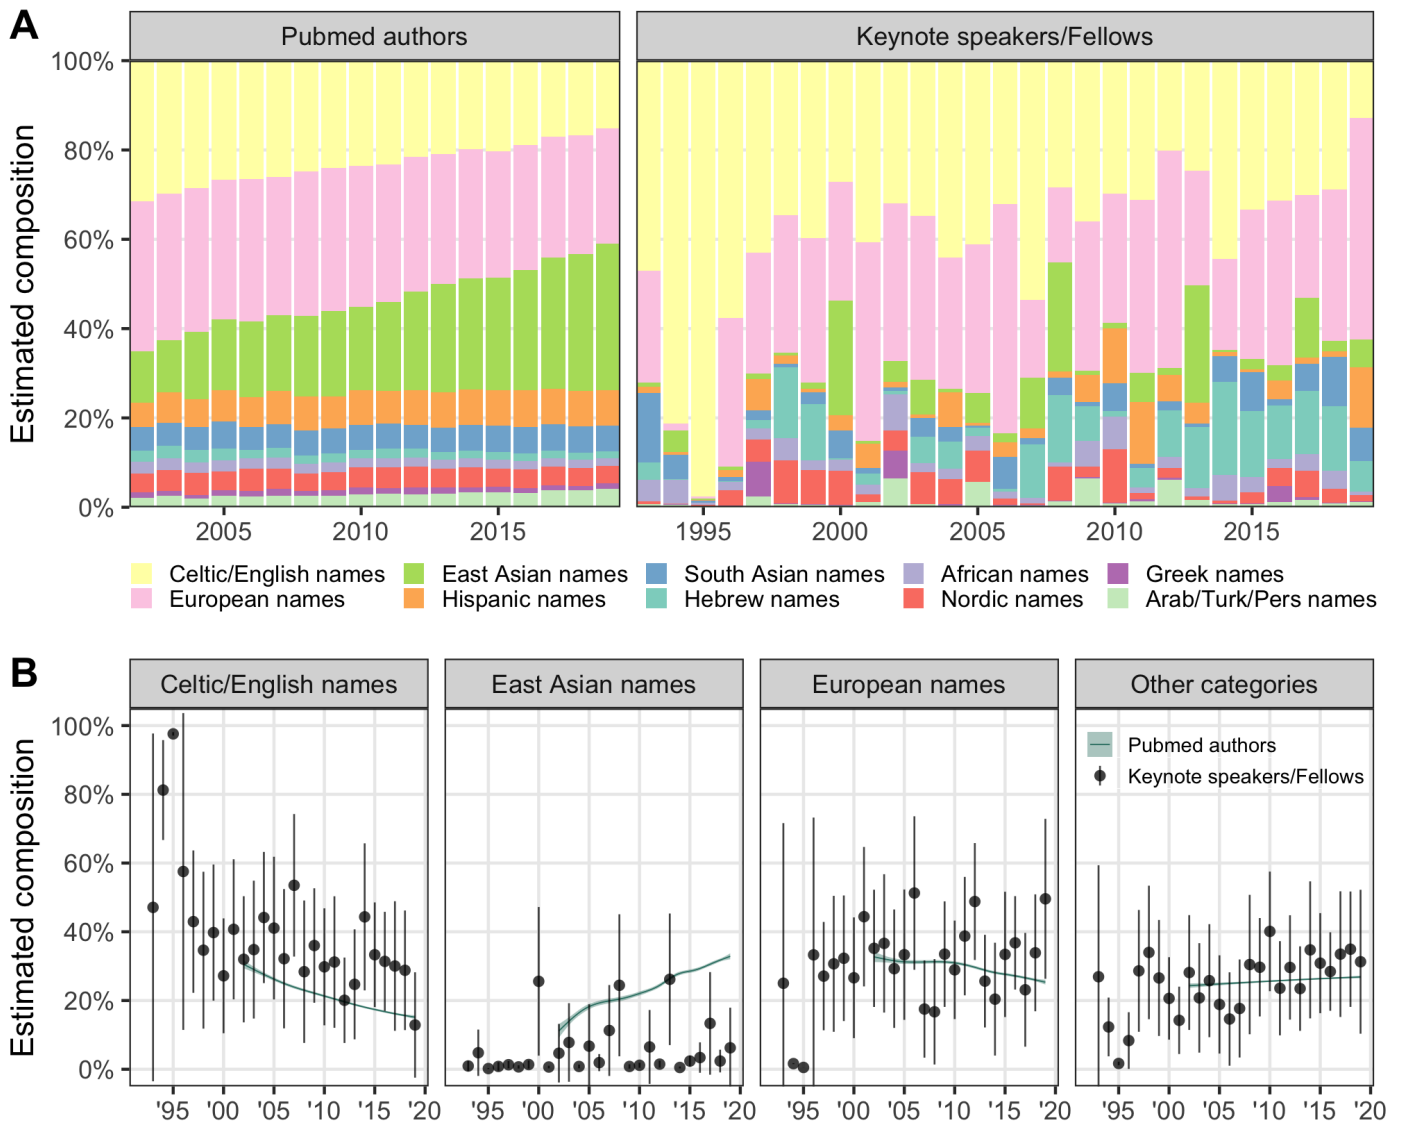 A
Pubmed authors
Keynote speakers/Fellows
Estimated composition
100%
80%
60%
40%
20%
0%
2005
2010
2015
1995
2000
2005
2010
2015
Celtic/English names
East Asian names
South Asian names
African names
Greek names
European names
Hispanic names
Hebrew names
Nordic names
Arab/Turk/Pers names
B
Celtic/English names
East Asian names
European names
Other categories
Estimated composition
100%
80%
60%
40%
20%
0%
Pubmed authors
Keynote speakers/Fellows
'95 '00 '05 '10 '15 '20
'95 '00 '05 '10 '15 '20
'95 '00 '05 '10 '15 '20
'95 '00 '05 '10 '15 '20